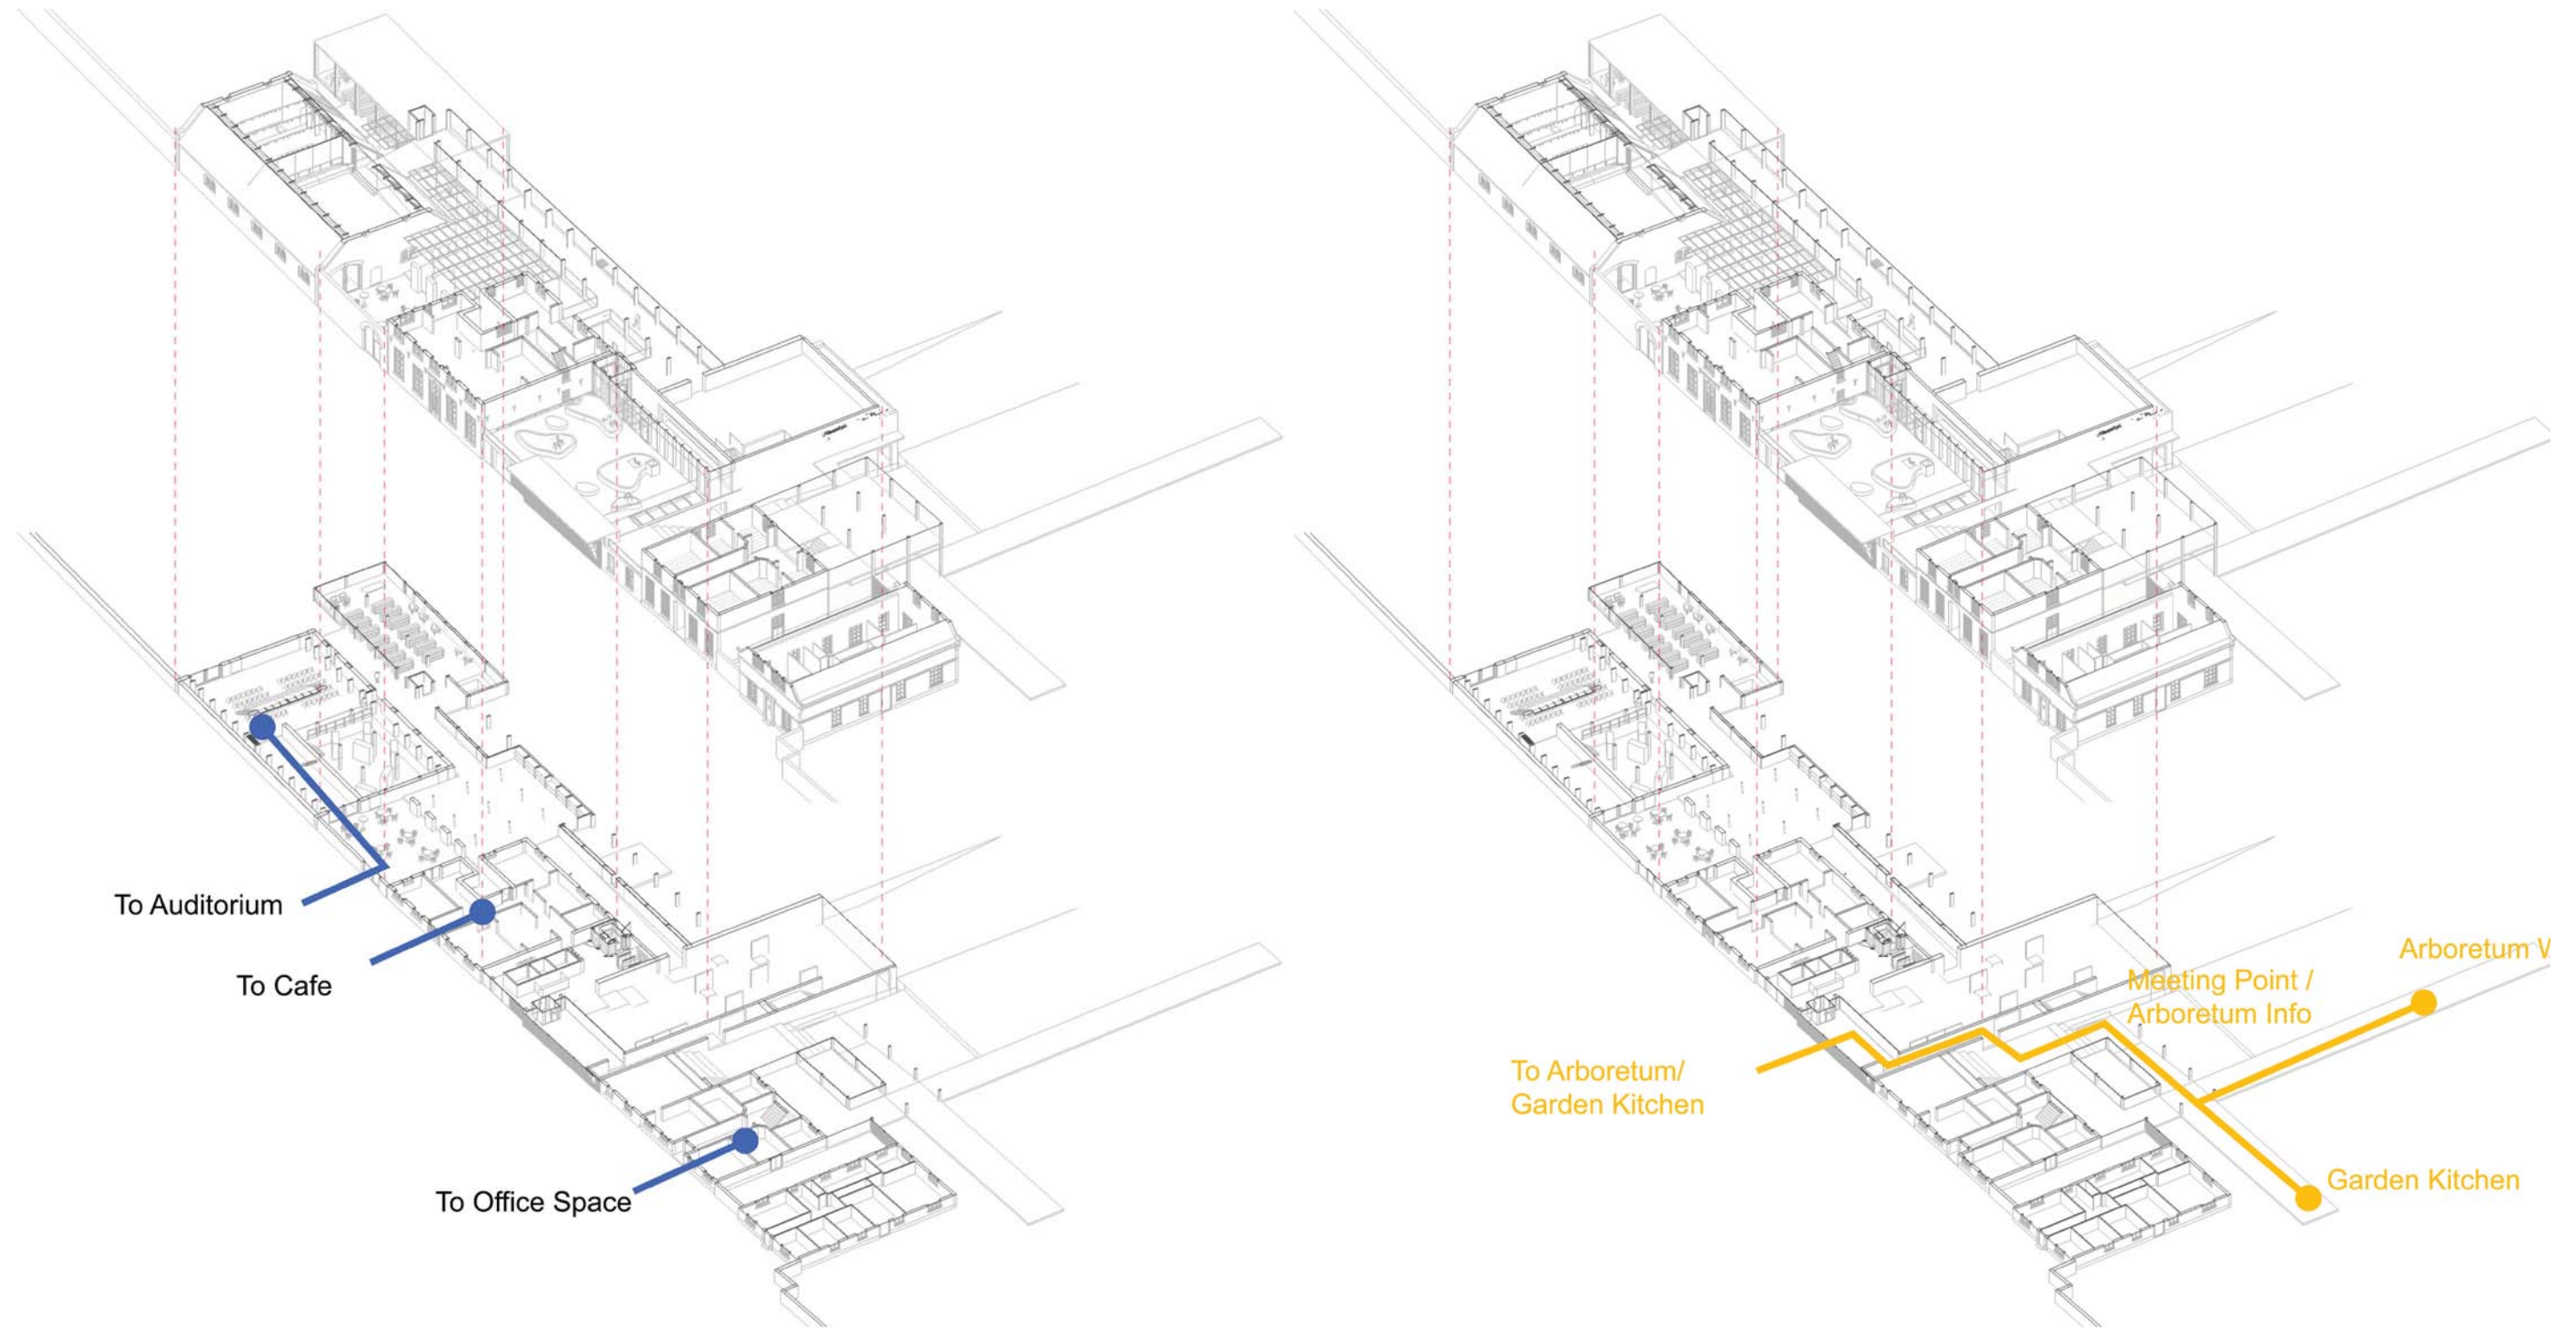 To Auditorium
To Cafe
To Office Space
Arboretum
Meeting Point /
Arboretum Info
To Arboretum/
Garden Kitchen
Garden Kitchen